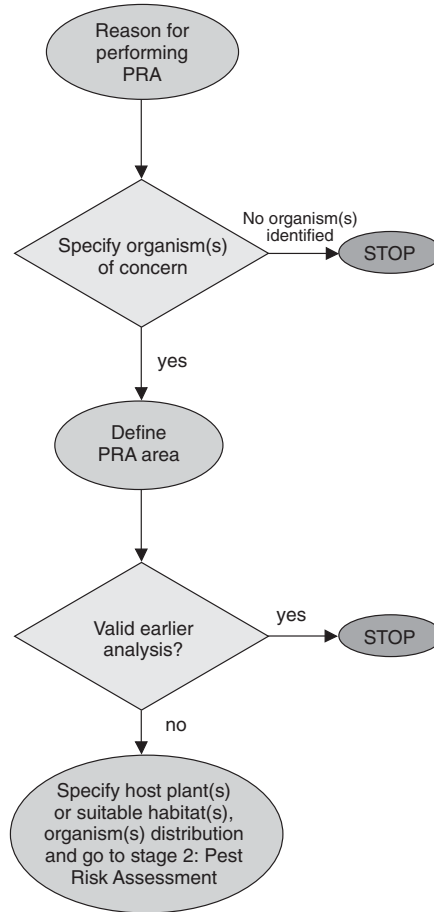 Reason for
performing
PRA
No organism(s)
identified
Specify organism(s)
of concern
STOP
yes
Define
PRA area
yes
Valid earlier
analysis?
STOP
no
Specify host plant(s)
or suitable habitat(s),
organism(s) distribution
and go to stage 2: Pest
Risk Assessment